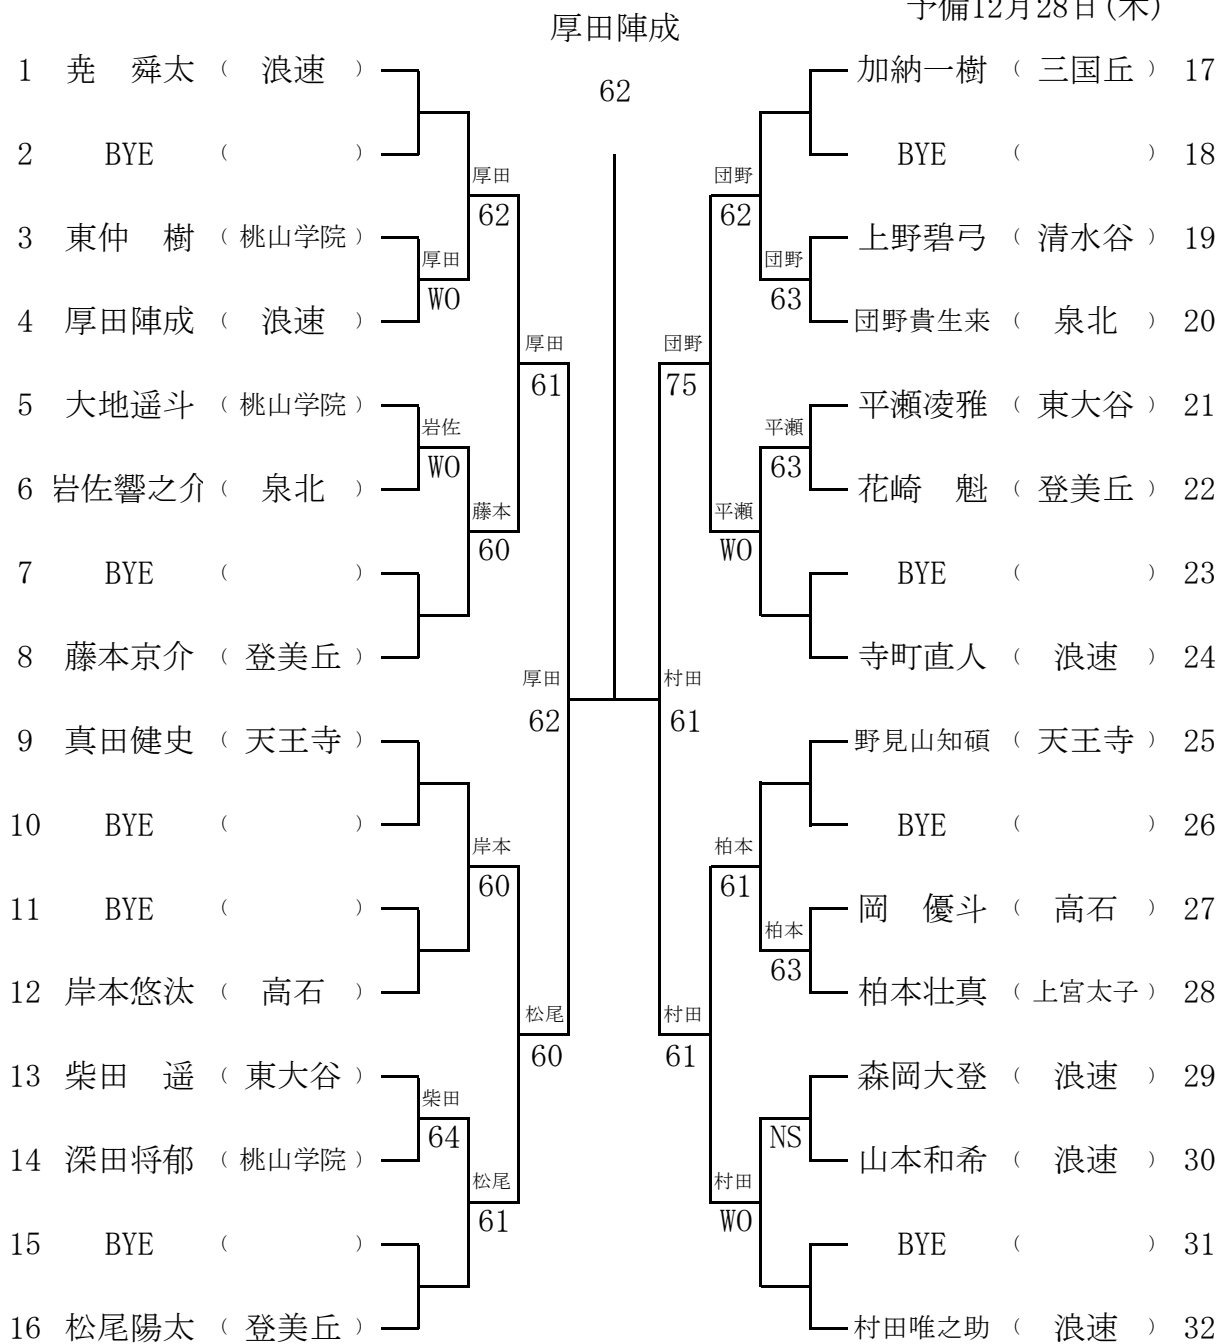 予備12月28日(木)
厚田陣成
62
1 尭　舜太 ( 浪速 )
2 BYE ( )
厚田
62
3 東仲　樹 ( 桃山学院 )
厚田
WO
4 厚田陣成 ( 浪速 )
厚田
61
5 大地遥斗 ( 桃山学院 )
岩佐
WO
6 岩佐響之介 ( 泉北 )
藤本
60
7 BYE ( )
8 藤本京介 ( 登美丘 )
厚田
62
9 真田健史 ( 天王寺 )
10 BYE ( )
岸本
60
11 BYE ( )
12 岸本悠汰 ( 高石 )
松尾
60
13 柴田　遥 ( 東大谷 )
柴田
64
14 深田将郁 ( 桃山学院 )
松尾
61
15 BYE ( )
16 松尾陽太 ( 登美丘 )
加納一樹 ( 三国丘 ) 17
BYE ( ) 18
団野
62
上野碧弓 ( 清水谷 ) 19
団野
63
団野貴生来 ( 泉北 ) 20
団野
75
平瀬凌雅 ( 東大谷 ) 21
平瀬
63
花崎　魁 ( 登美丘 ) 22
平瀬
WO
BYE ( ) 23
寺町直人 ( 浪速 ) 24
村田
61
野見山知碩 ( 天王寺 ) 25
BYE ( ) 26
柏本
61
岡　優斗 ( 高石 ) 27
柏本
63
柏本壮真 ( 上宮太子 ) 28
村田
61
森岡大登 ( 浪速 ) 29
NS
山本和希 ( 浪速 ) 30
村田
WO
BYE ( ) 31
村田唯之助 ( 浪速 ) 32